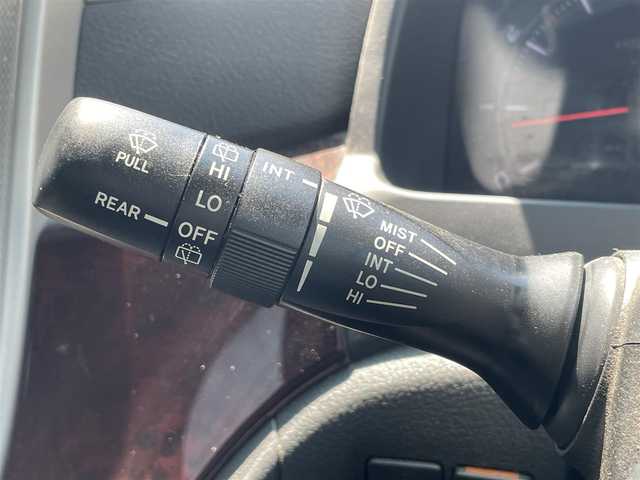 PULL
REAR
HI
LO
OFF
INT
MIST
OFF
INT
LO
HI